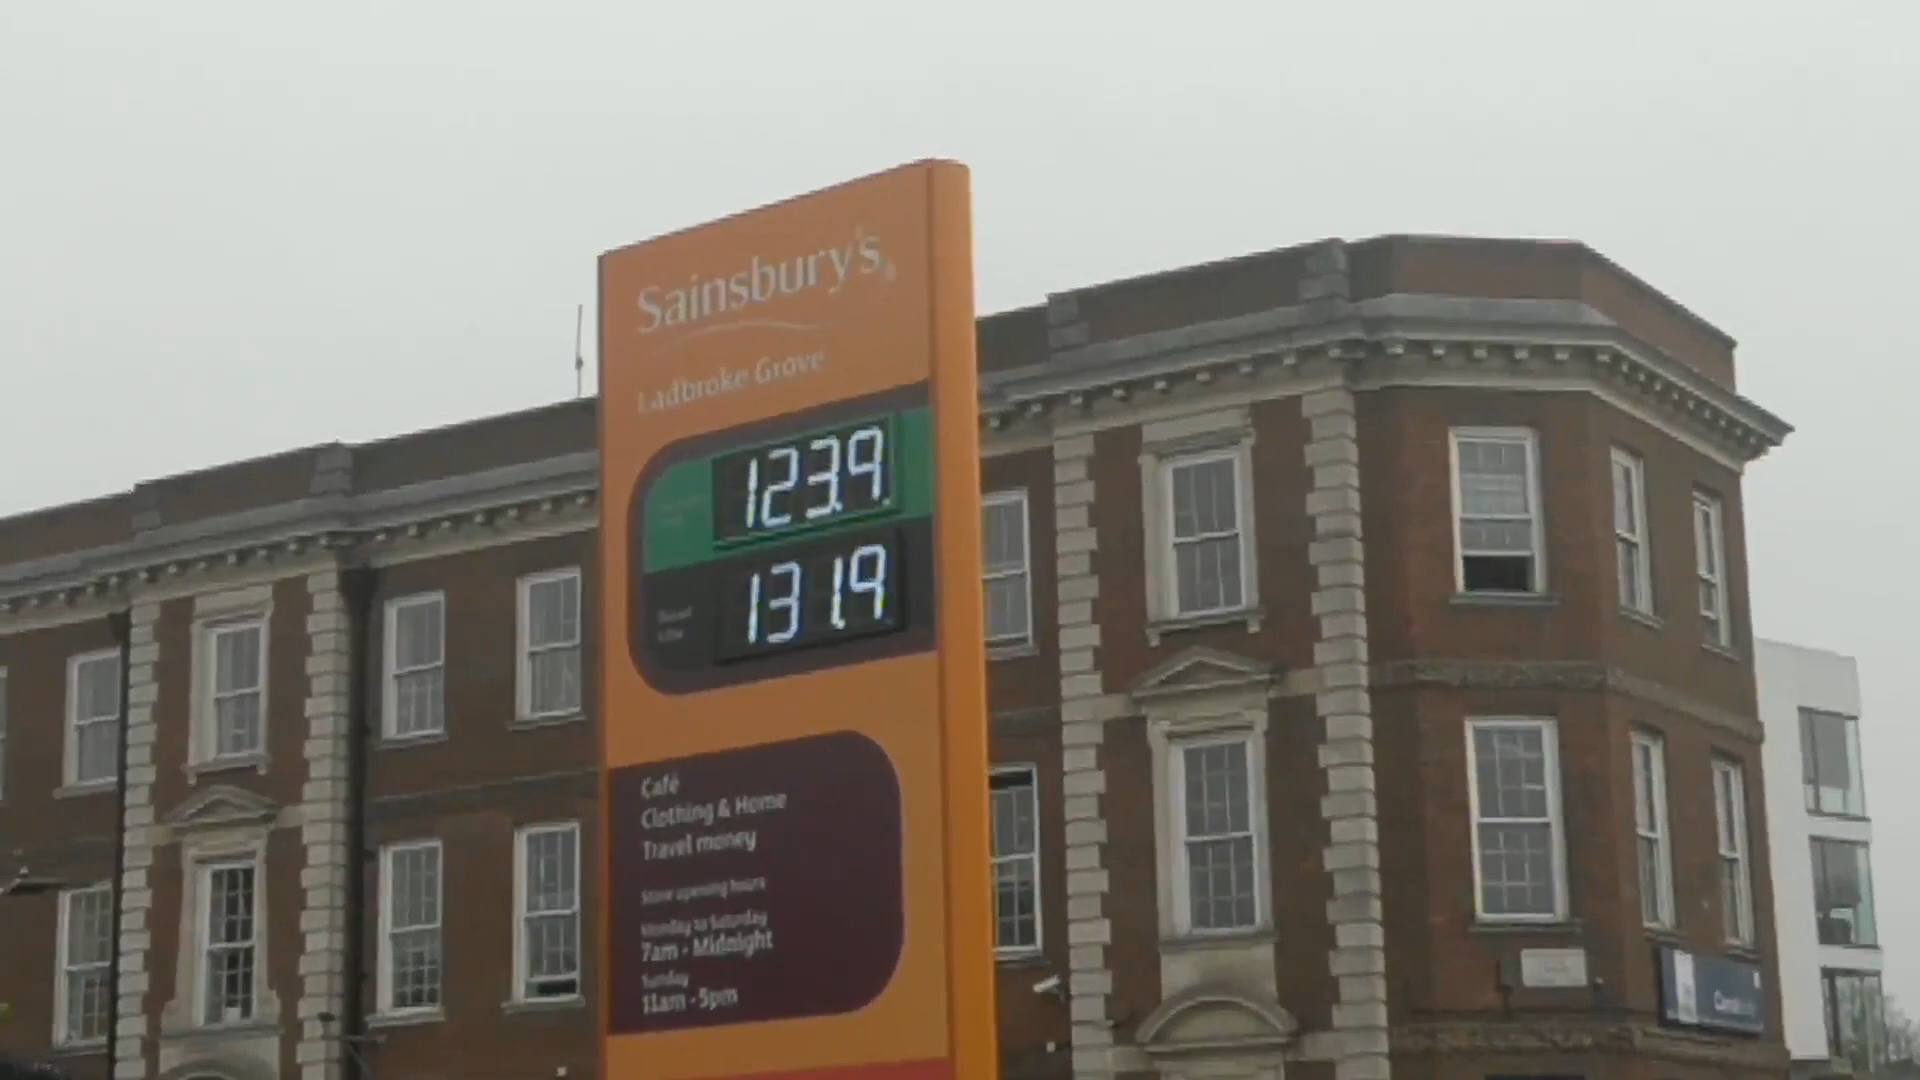 Sainsbury's
Ladbroke Grove
123.9
131.9
Diesel
Café
Clothing & Home
Travel money
Store opening hours
Monday to Saturday
7am - Midnight
Sunday
11am - 5pm